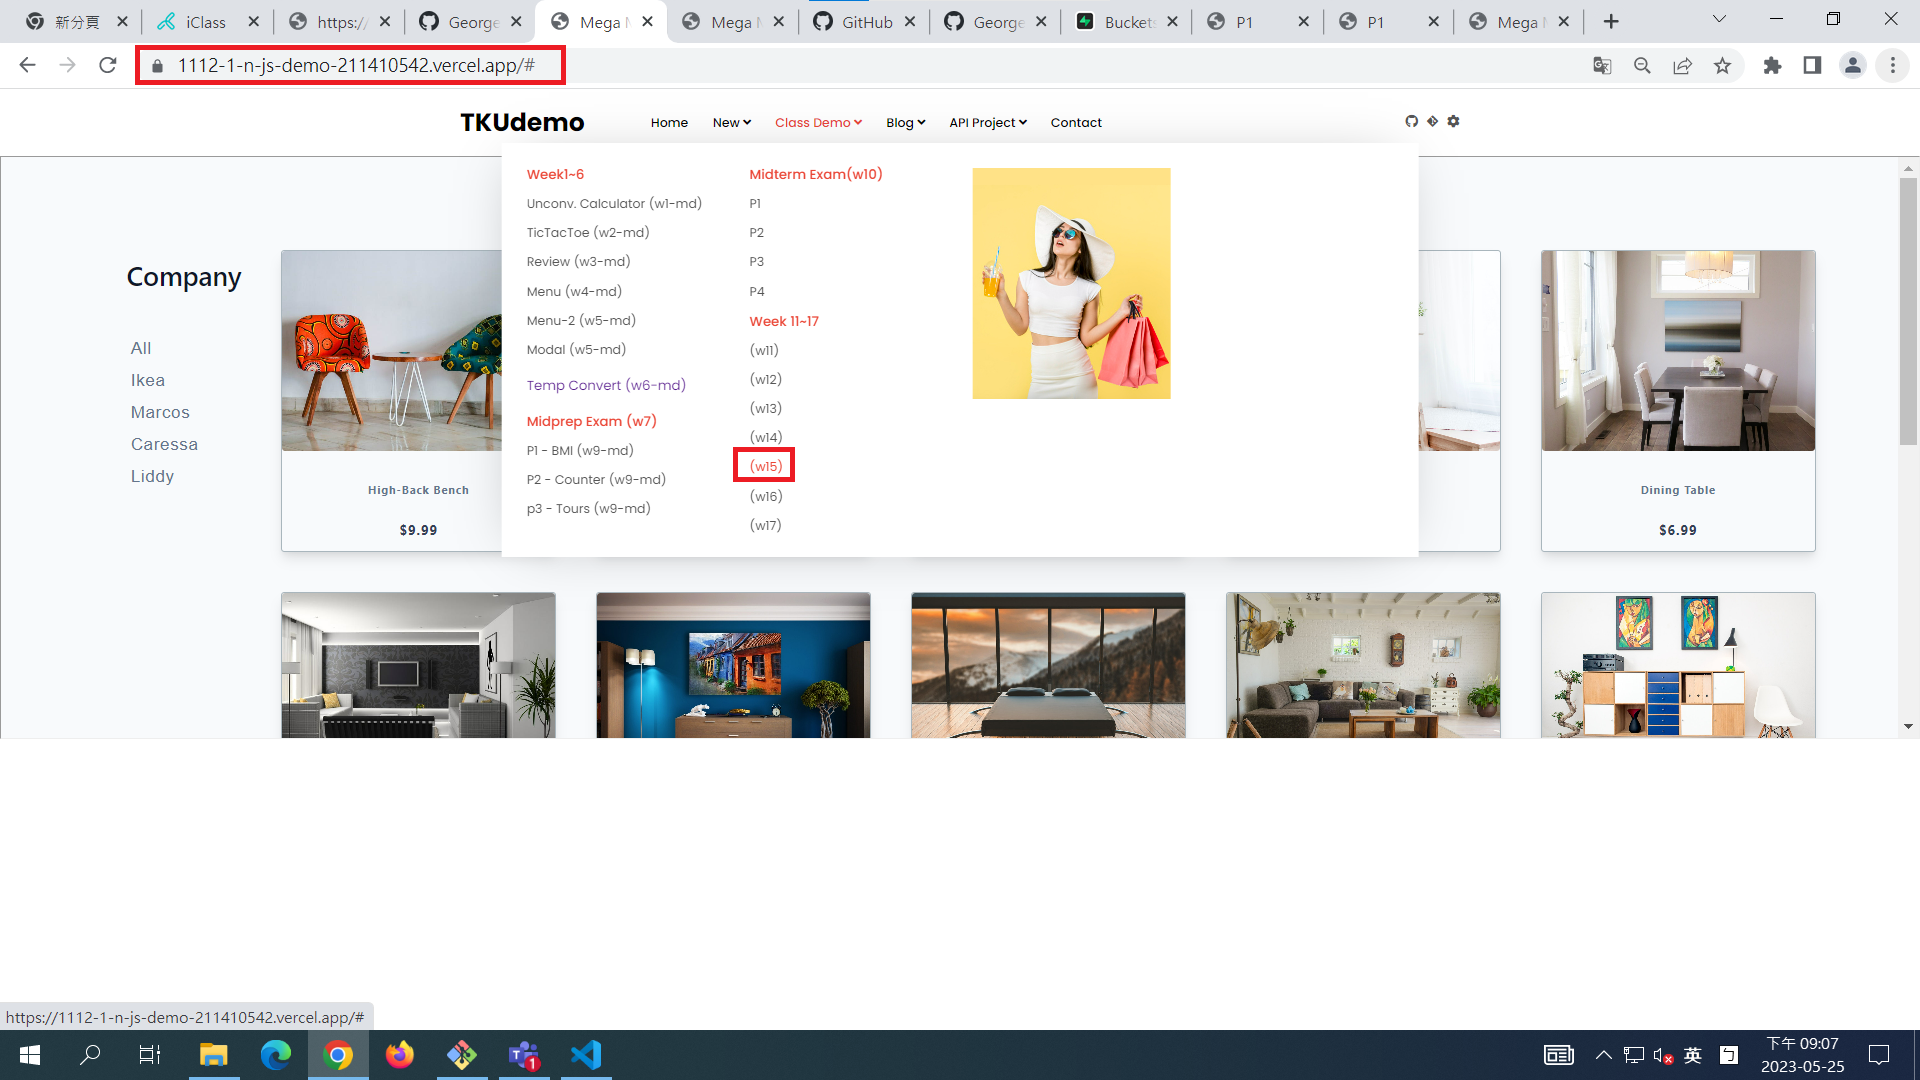 新分頁
iClass
https://
George
Mega M
Mega M
GitHub
George
Buckets
P1
P1
Mega M
1112-1-n-js-demo-211410542.vercel.app/#
TKUdemo
Home
New
Class Demo
Blog
API Project
Contact
Week1~6
Unconv. Calculator (w1-md)
TicTacToe (w2-md)
Review (w3-md)
Menu (w4-md)
Menu-2 (w5-md)
Modal (w5-md)
Temp Convert (w6-md)
Midprep Exam (w7)
P1 - BMI (w9-md)
P2 - Counter (w9-md)
p3 - Tours (w9-md)
Midterm Exam(w10)
P1
P2
P3
P4
Week 11~17
(w11)
(w12)
(w13)
(w14)
(w15)
(w16)
(w17)
Company
All
Ikea
Marcos
Caressa
Liddy
High-Back Bench
$9.99
Dining Table
$6.99
https://1112-1-n-js-demo-211410542.vercel.app/#
1
英
ㄅ
下午 09:07
2023-05-25